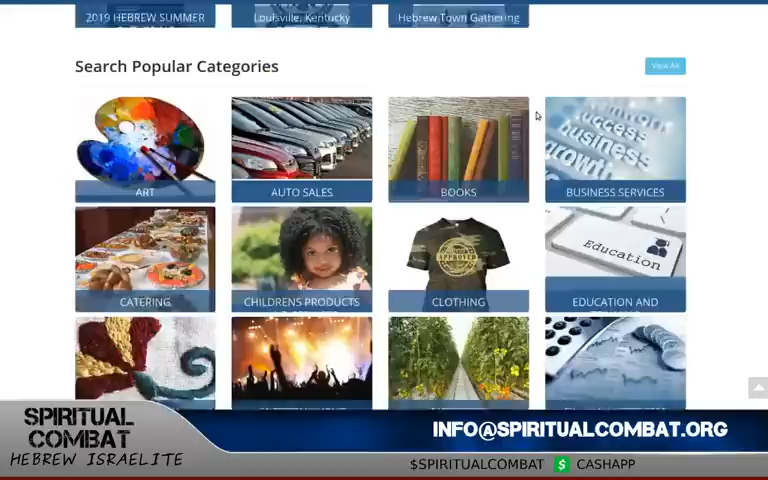 2019 HEBREW SUMMER
Louisville, Kentucky
Hebrew Town Gathering
Search Popular Categories
View All
ART
AUTO SALES
BOOKS
BUSINESS SERVICES
success
business
growth
CATERING
CHILDRENS PRODUCTS
APPROVED
CLOTHING
Education
EDUCATION AND
SPIRITUAL
COMBAT
HEBREW ISRAELITE
INFO@SPIRITUALCOMBAT.ORG
$SPIRITUALCOMBAT $ CASHAPP